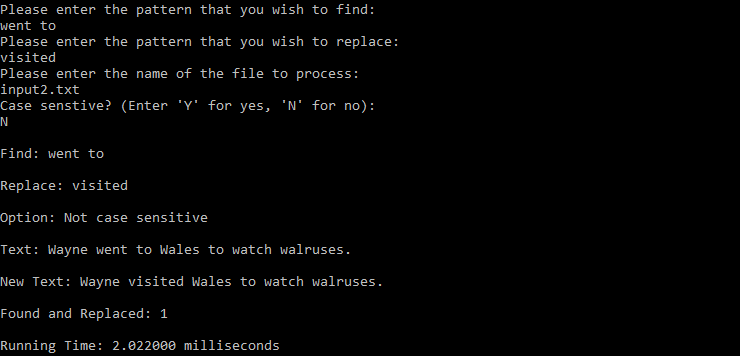 Please enter the pattern that you wish to find:
went to
Please enter the pattern that you wish to replace:
visited
Please enter the name of the file to process:
input2.txt
Case senstive? (Enter 'Y' for yes, 'N' for no):
N
Find: went to
Replace: visited
Option: Not case sensitive
Text: Wayne went to Wales to watch walruses.
New Text: Wayne visited Wales to watch walruses.
Found and Replaced: 1
Running Time: 2.022000 milliseconds